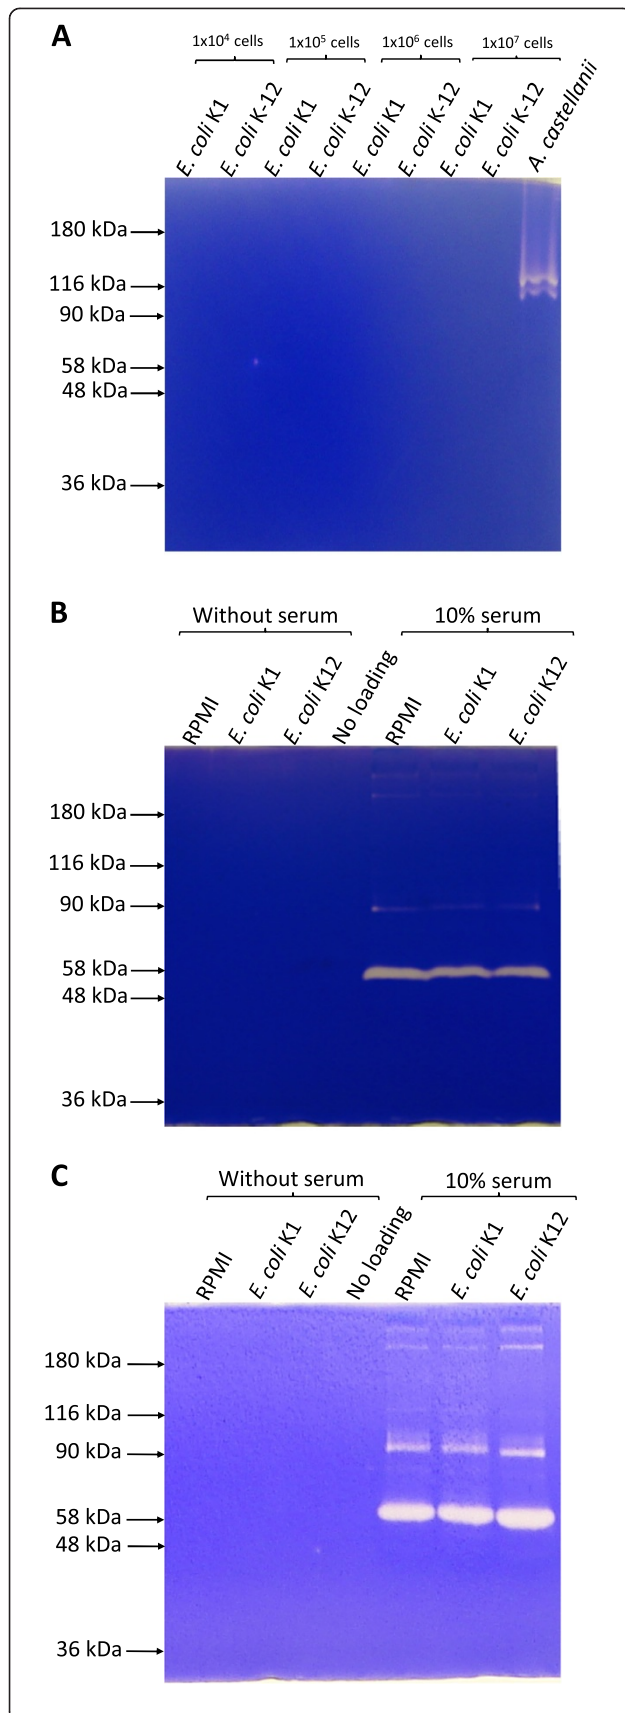 A
1x10⁴ cells 1x10⁵ cells 1x10⁶ cells 1x10⁷ cells
E. coli K1 E. coli K-12 E. coli K1 E. coli K-12 E. coli K1 E. coli K-12 E. coli K1 E. coli K-12 A. castellanii
180 kDa
116 kDa
90 kDa
58 kDa
48 kDa
36 kDa
B
Without serum 10% serum
RPMI E. coli K1 E. coli K12 No loading RPMI E. coli K1 E. coli K12
180 kDa
116 kDa
90 kDa
58 kDa
48 kDa
36 kDa
C
Without serum 10% serum
RPMI E. coli K1 E. coli K12 No loading RPMI E. coli K1 E. coli K12
180 kDa
116 kDa
90 kDa
58 kDa
48 kDa
36 kDa